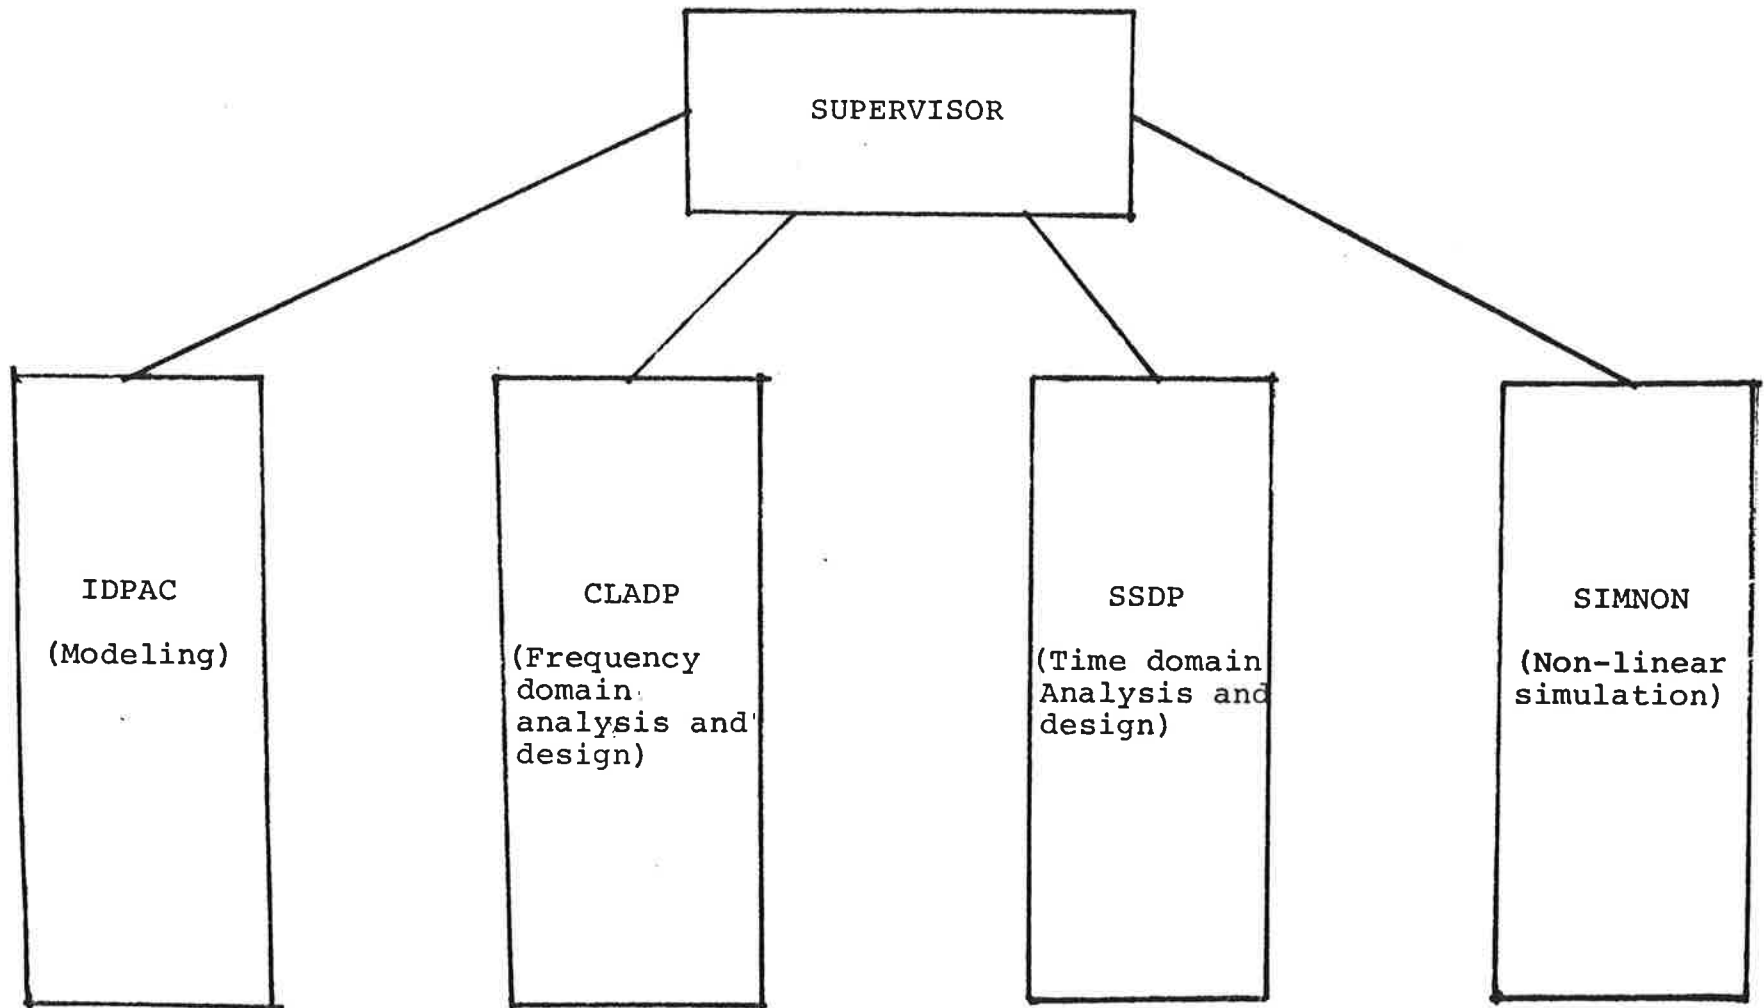 SUPERVISOR
IDPAC
(Modeling)
CLADP
(Frequency
domain
analysis and
design)
SSDP
(Time domain
Analysis and
design)
SIMNON
(Non-linear
simulation)